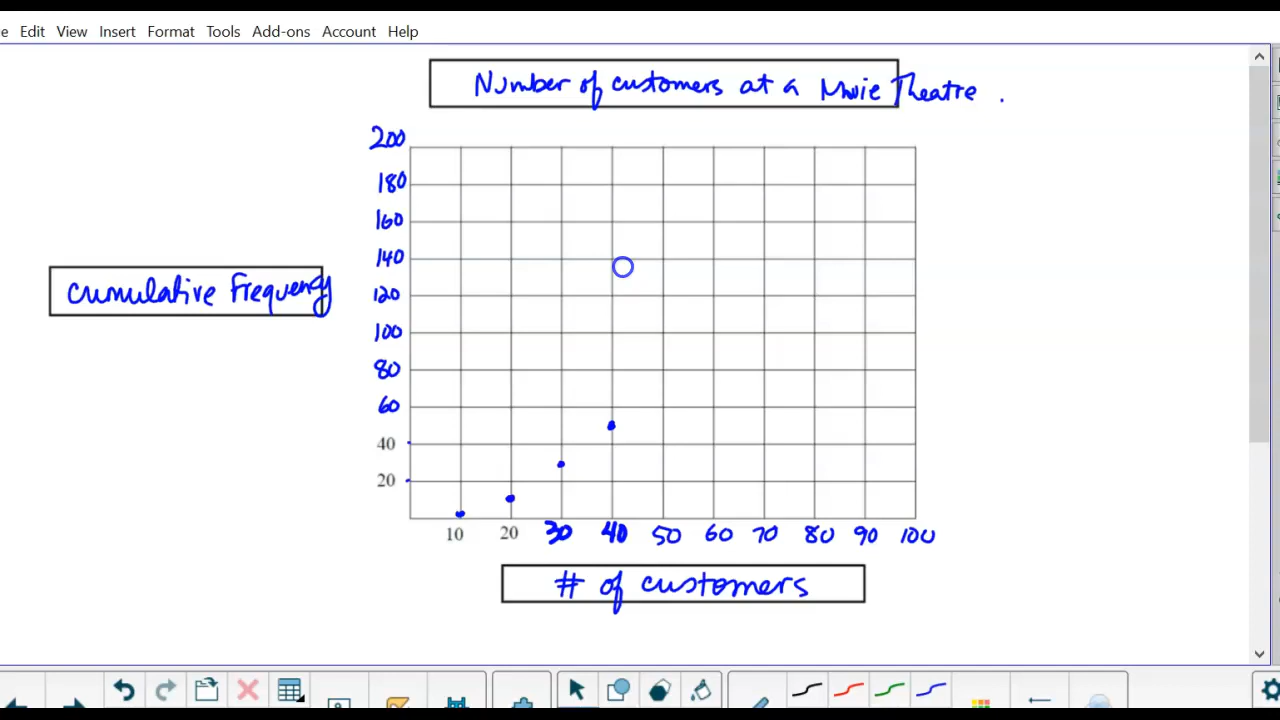 e Edit View Insert Format Tools Add-ons Account Help
Number of customers at a Movie Theatre .
200
180
160
140
120
100
80
60
40
20
Cumulative Frequency
10 20 30 40 50 60 70 80 90 100
# of customers